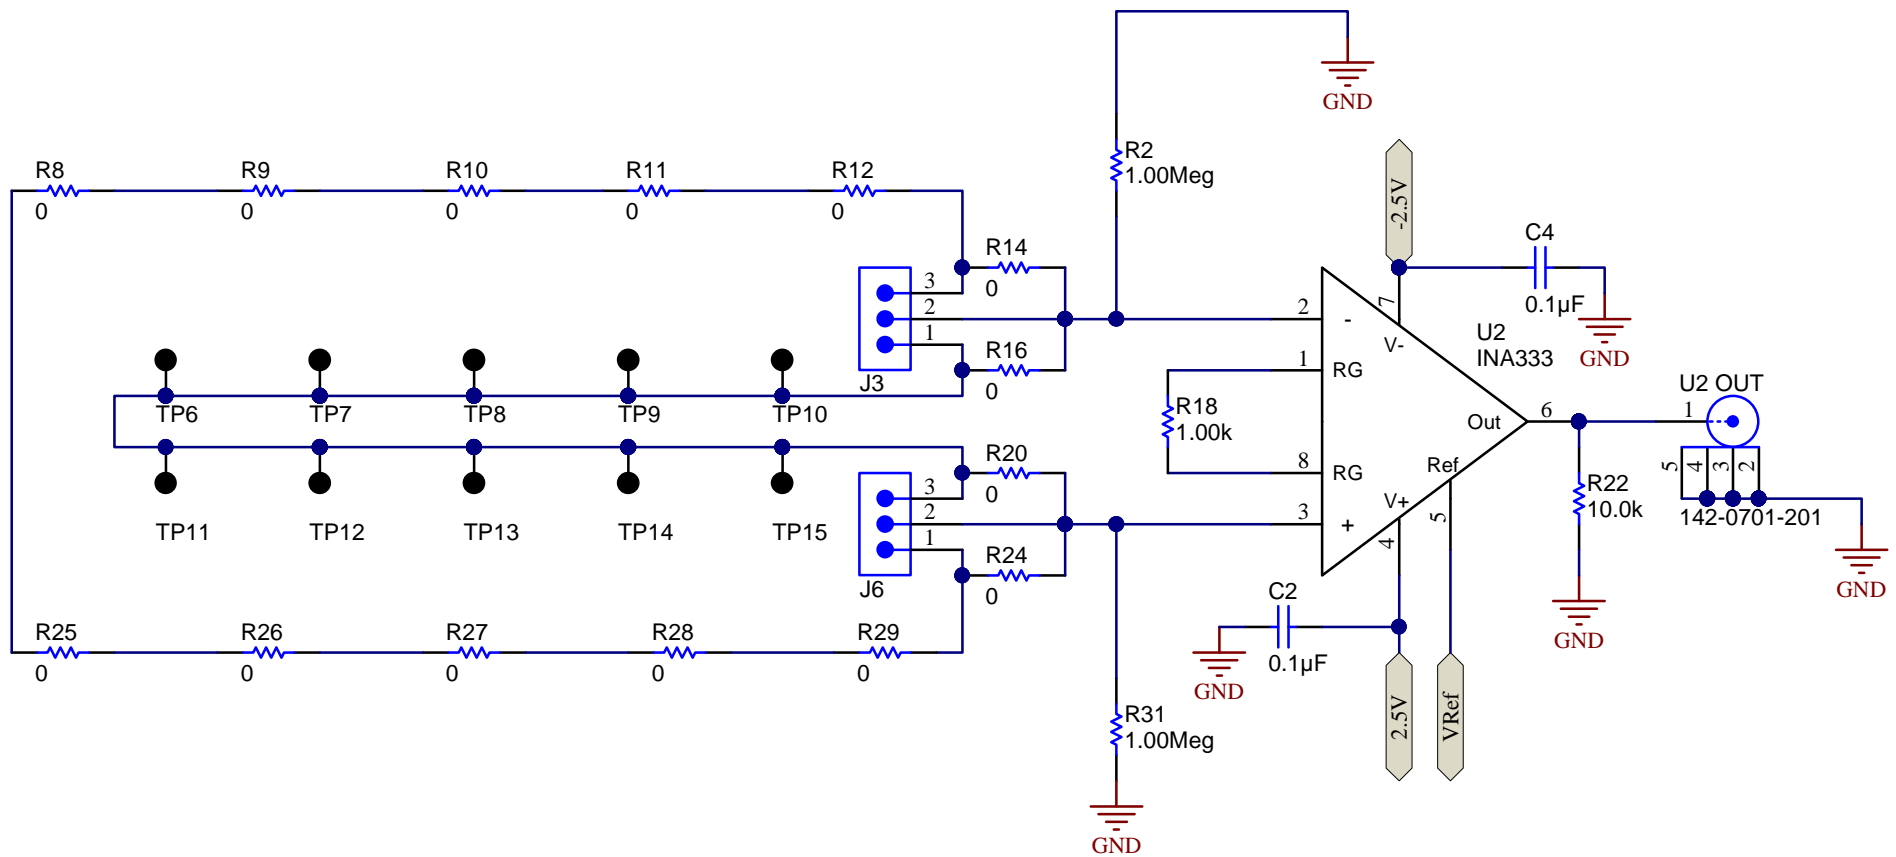 GND
R2
1.00Meg
R8
R9
R10
R11
R12
0
0
0
0
0
-2.5V
C4
0.1µF
GND
R14
0
3
2
1
J3
R16
0
2
-
7
V-
U2
INA333
1
RG
R18
1.00k
8
RG
Out
6
Ref
V+
3
+
4
5
U2 OUT
1
5
4
3
2
142-0701-201
GND
R22
10.0k
GND
TP6
TP7
TP8
TP9
TP10
TP11
TP12
TP13
TP14
TP15
R20
0
3
2
1
J6
R24
0
C2
0.1µF
GND
2.5V
VRef
R25
R26
R27
R28
R29
0
0
0
0
0
R31
1.00Meg
GND